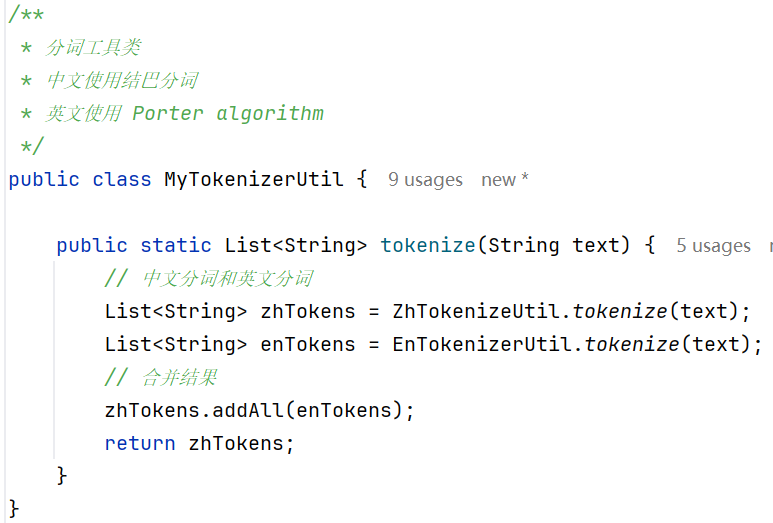 /**
 * 分词工具类
 * 中文使用结巴分词
 * 英文使用 Porter algorithm
 */
public class MyTokenizerUtil {  9 usages  new *
    public static List<String> tokenize(String text) {  5 usages
        // 中文分词和英文分词
        List<String> zhTokens = ZhTokenizeUtil.tokenize(text);
        List<String> enTokens = EnTokenizerUtil.tokenize(text);
        // 合并结果
        zhTokens.addAll(enTokens);
        return zhTokens;
    }
}